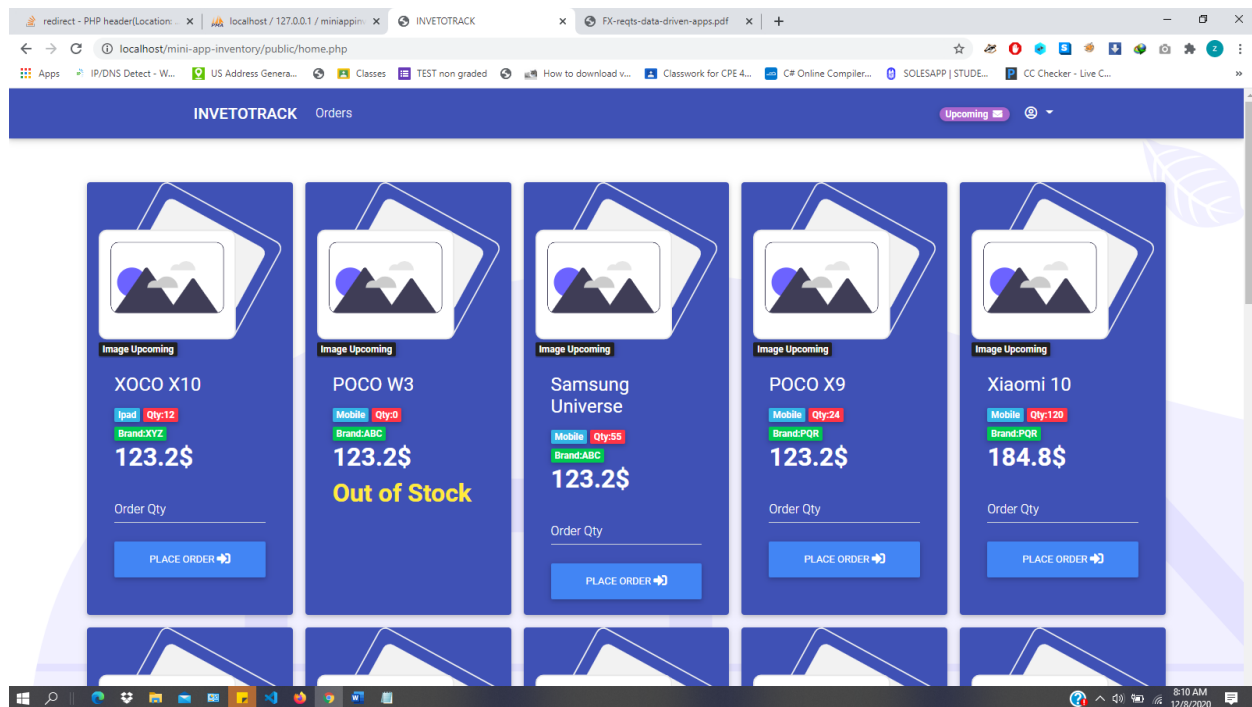 redirect - PHP header(Location: ...
localhost / 127.0.0.1 / miniappin
INVETOTRACK
FX-reqts-data-driven-apps.pdf
localhost/mini-app-inventory/public/home.php
Apps
IP/DNS Detect - W...
US Address Genera...
Classes
TEST non graded
How to download v...
Classwork for CPE 4...
C# Online Compiler...
SOLESAPP | STUDE...
CC Checker - Live C...
INVETOTRACK
Orders
Upcoming
Image Upcoming
XOCO X10
Ipad Qty:12
Brand:XYZ
123.2$
Order Qty
PLACE ORDER
Image Upcoming
POCO W3
Mobile Qty:0
Brand:ABC
123.2$
Out of Stock
Image Upcoming
Samsung
Universe
Mobile Qty:55
Brand:ABC
123.2$
Order Qty
PLACE ORDER
Image Upcoming
POCO X9
Mobile Qty:24
Brand:PQR
123.2$
Order Qty
PLACE ORDER
Image Upcoming
Xiaomi 10
Mobile Qty:120
Brand:PQR
184.8$
Order Qty
PLACE ORDER
8:10 AM
12/8/2020